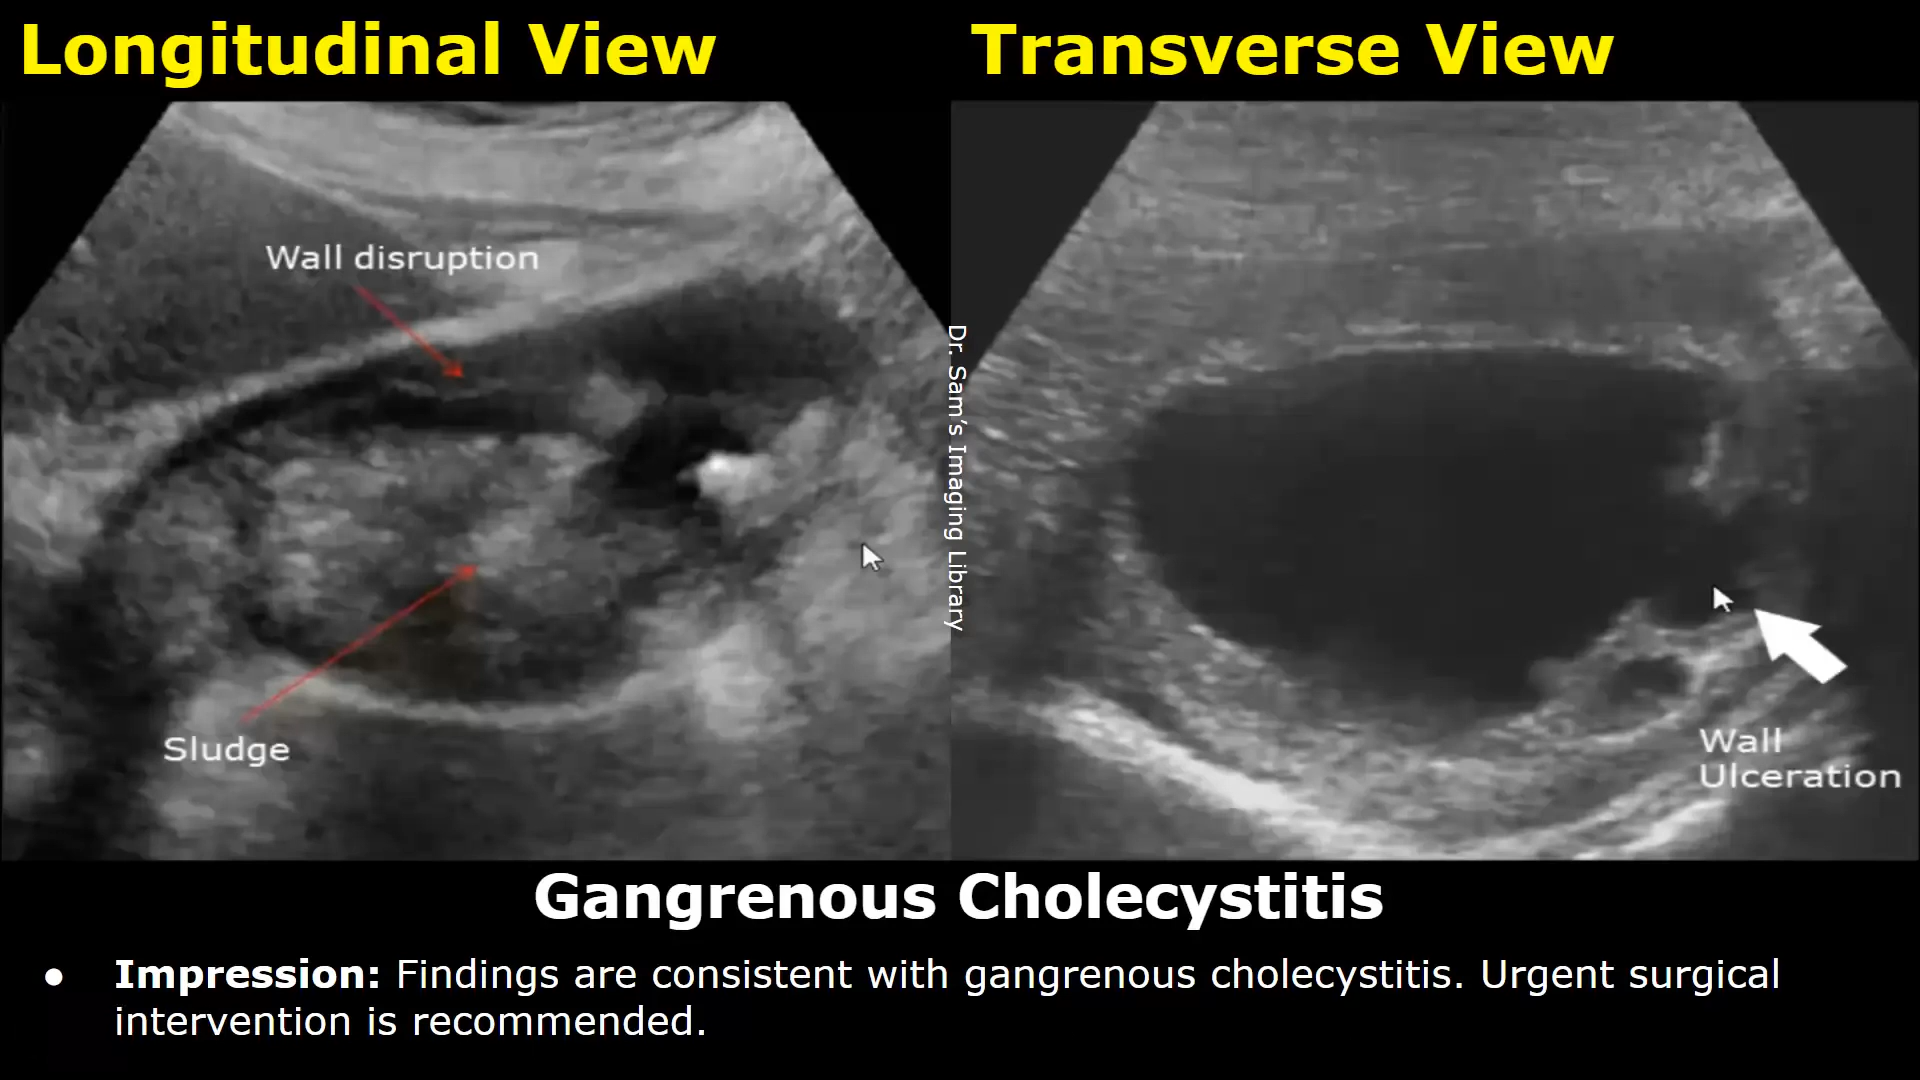 Longitudinal View
Transverse View
Wall disruption
Sludge
Dr. Sam's Imaging Library
Wall
Ulceration
Gangrenous Cholecystitis
● Impression: Findings are consistent with gangrenous cholecystitis. Urgent surgical
intervention is recommended.